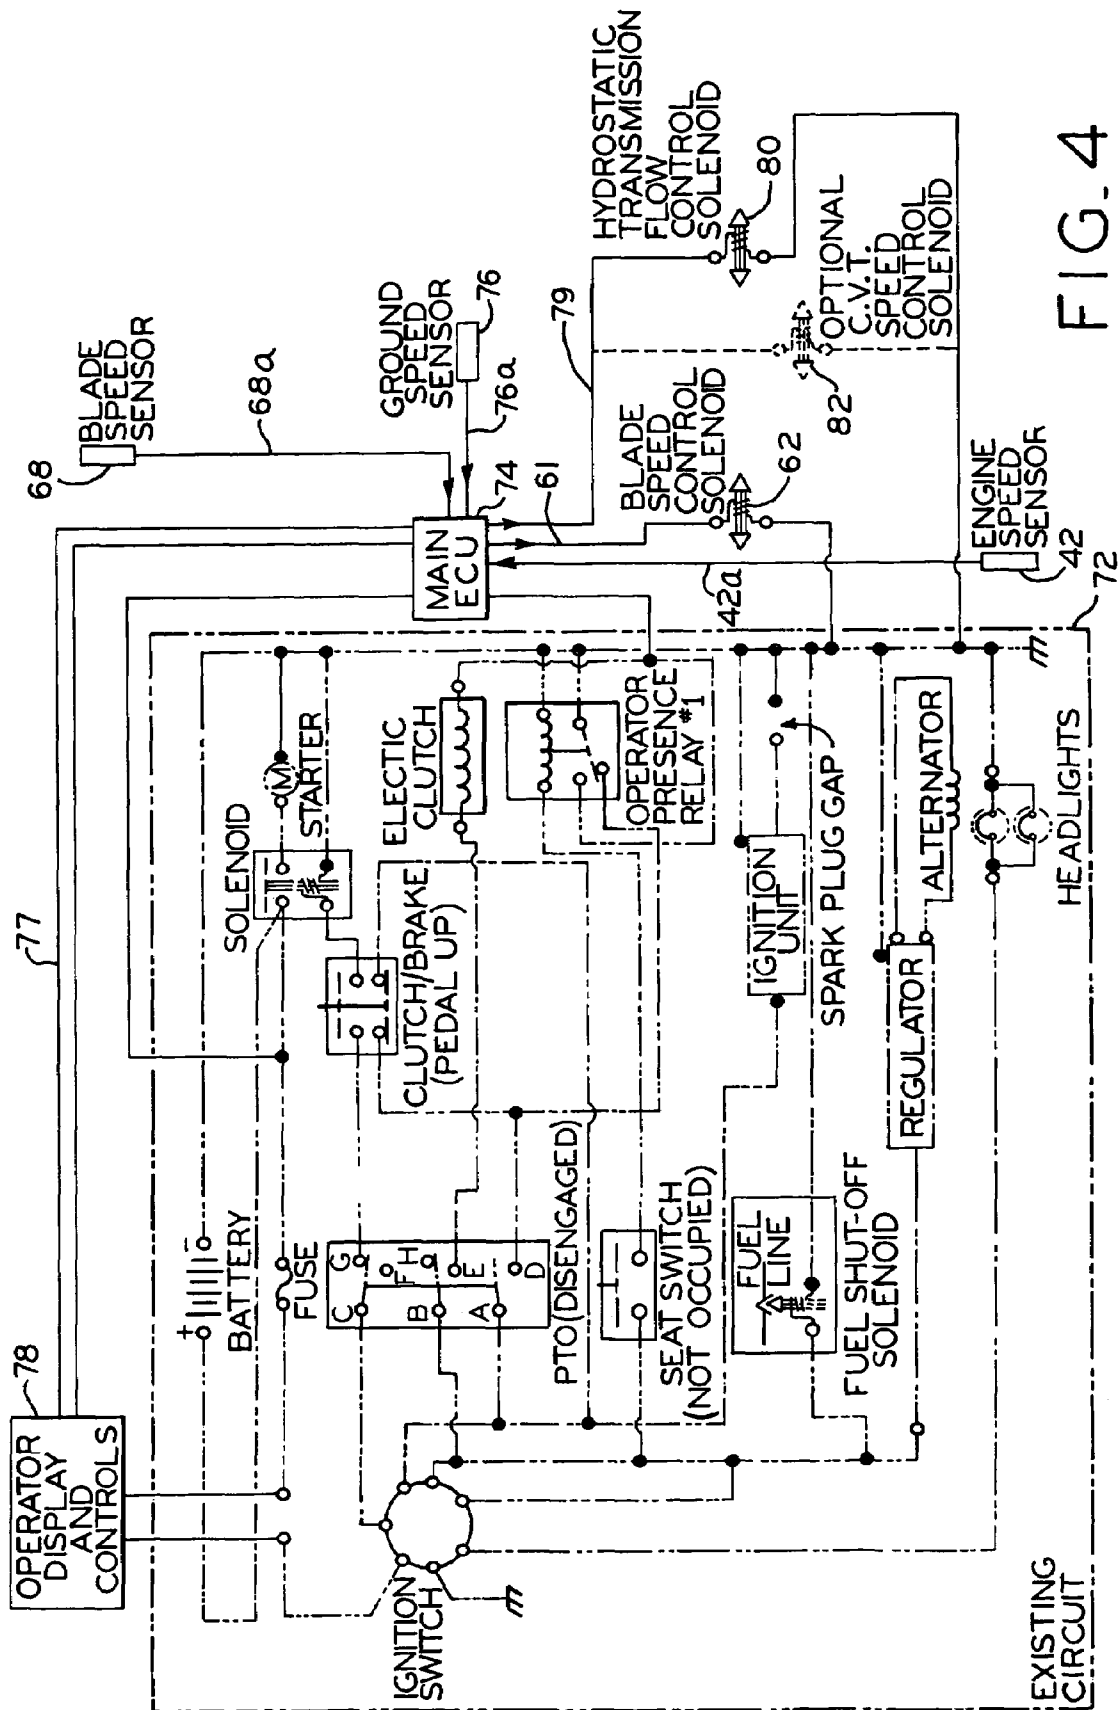 OPERATOR
DISPLAY
AND
CONTROLS
78
77
68
BLADE
SPEED
SENSOR
68a
GROUND
SPEED
SENSOR
76
76a
MAIN
ECU
74
61
79
HYDROSTATIC
TRANSMISSION
FLOW
CONTROL
SOLENOID
80
BLADE
SPEED
CONTROL
SOLENOID
62
OPTIONAL
C.V.T.
SPEED
CONTROL
SOLENOID
82
42a
ENGINE
SPEED
SENSOR
42
72
+
-
BATTERY
FUSE
SOLENOID
M
STARTER
CLUTCH/BRAKE
(PEDAL UP)
ELECTRIC
CLUTCH
OPERATOR
PRESENCE
RELAY #1
IGNITION
SWITCH
C
G
F
H
B
E
A
D
PTO (DISENGAGED)
SEAT SWITCH
(NOT OCCUPIED)
FUEL
LINE
FUEL SHUT-OFF
SOLENOID
IGNITION
UNIT
SPARK PLUG GAP
REGULATOR
ALTERNATOR
HEADLIGHTS
EXISTING
CIRCUIT
FIG. 4